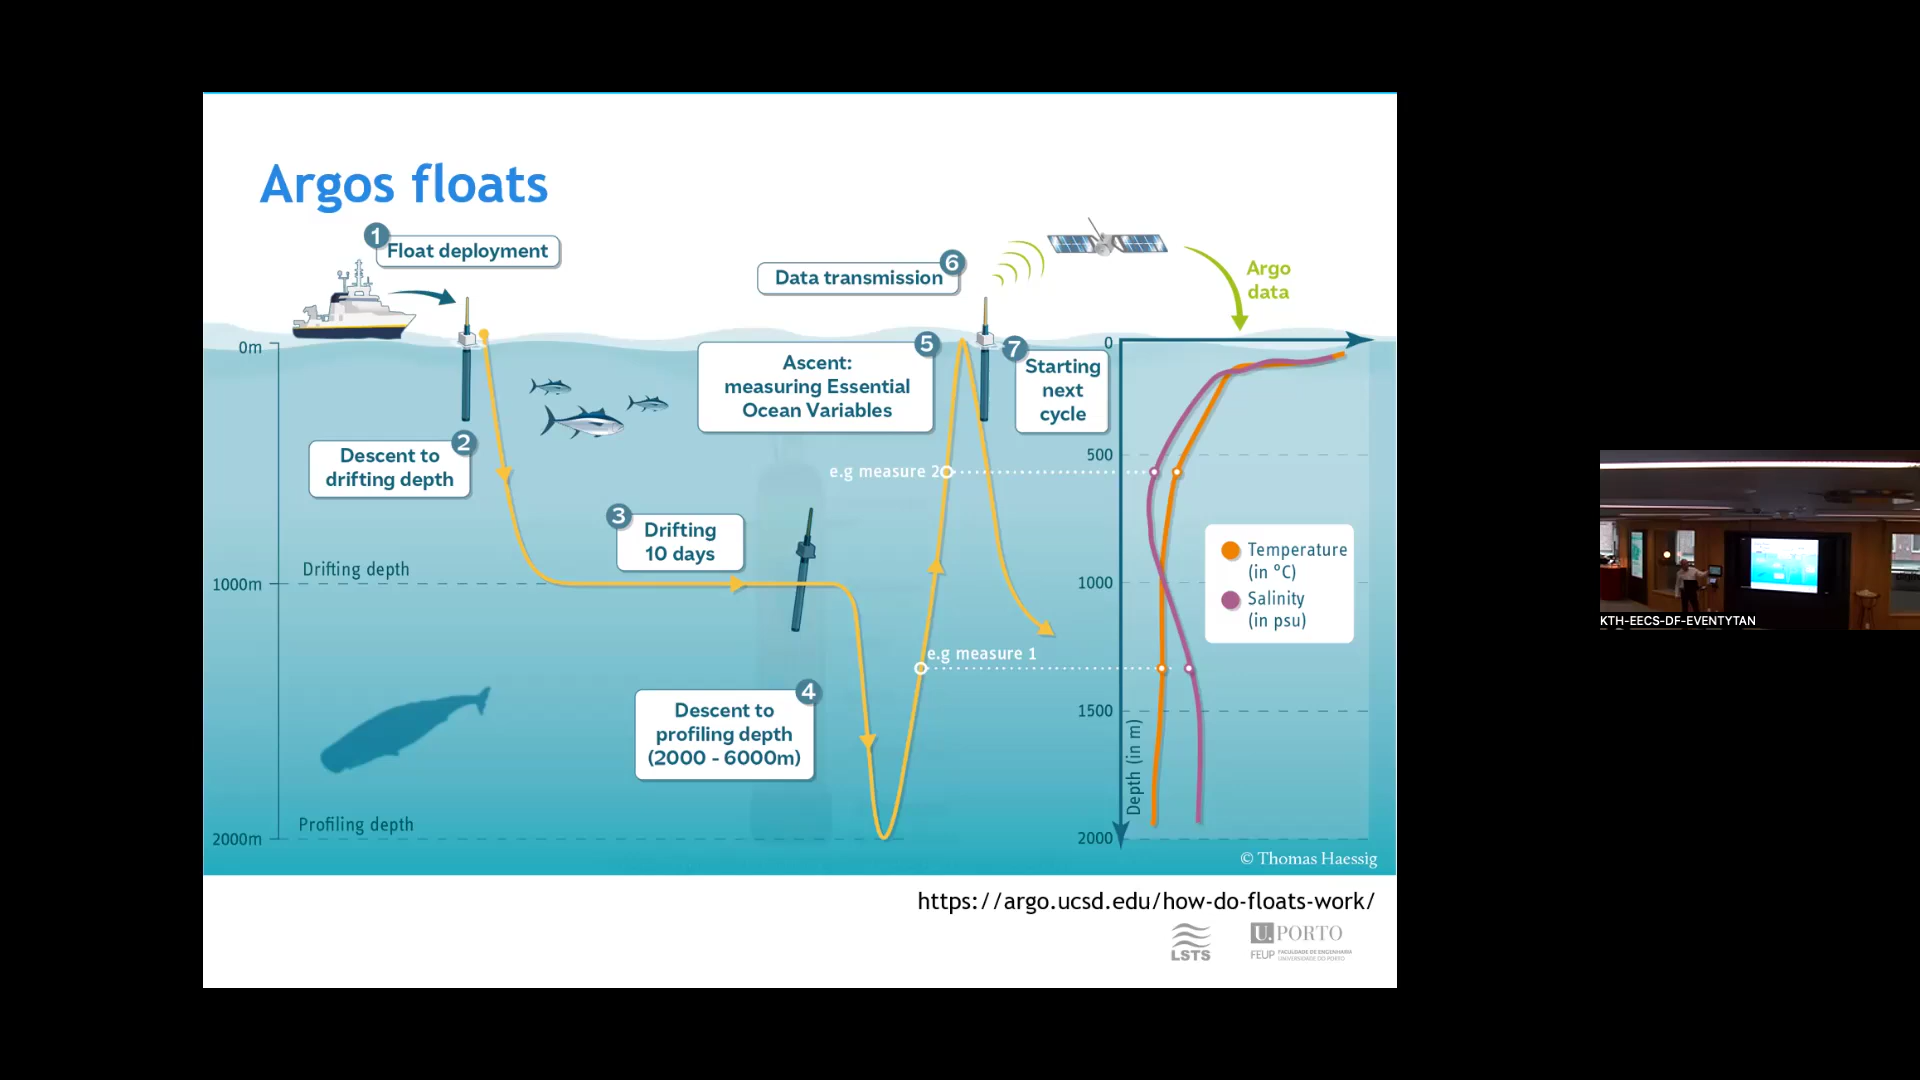 Argos floats
1
Float deployment
6
Data transmission
Argo
data
0m
2
Descent to
drifting depth
5
Ascent:
measuring Essential
Ocean Variables
7
Starting
next
cycle
0
500
e.g measure 2
3
Drifting
10 days
Drifting depth
1000m
1000
Temperature
(in °C)
Salinity
(in psu)
e.g measure 1
4
Descent to
profiling depth
(2000 - 6000m)
1500
Depth (in m)
Profiling depth
2000m
2000
© Thomas Haessig
https://argo.ucsd.edu/how-do-floats-work/
LSTS
U. PORTO
FEUP FACULDADE DE ENGENHARIA
UNIVERSIDADE DO PORTO
KTH-EECS-DF-EVENTYTAN